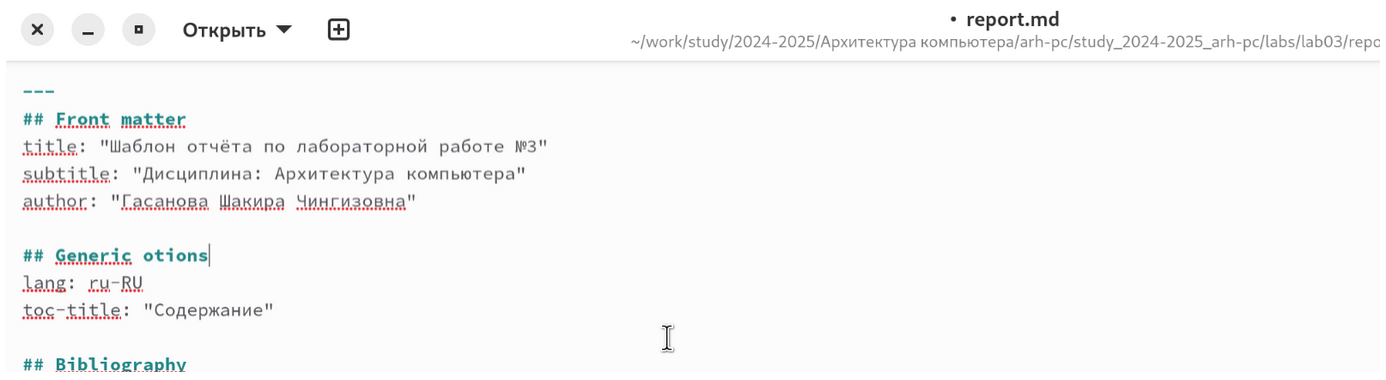 Открыть
• report.md
~/work/study/2024-2025/Архитектура компьютера/arh-pc/study_2024-2025_arh-pc/labs/lab03/repo
---
## Front matter
title: "Шаблон отчёта по лабораторной работе №3"
subtitle: "Дисциплина: Архитектура компьютера"
author: "Гасанова Шакира Чингизовна"
## Generic otions
lang: ru-RU
toc-title: "Содержание"
## Bibliography